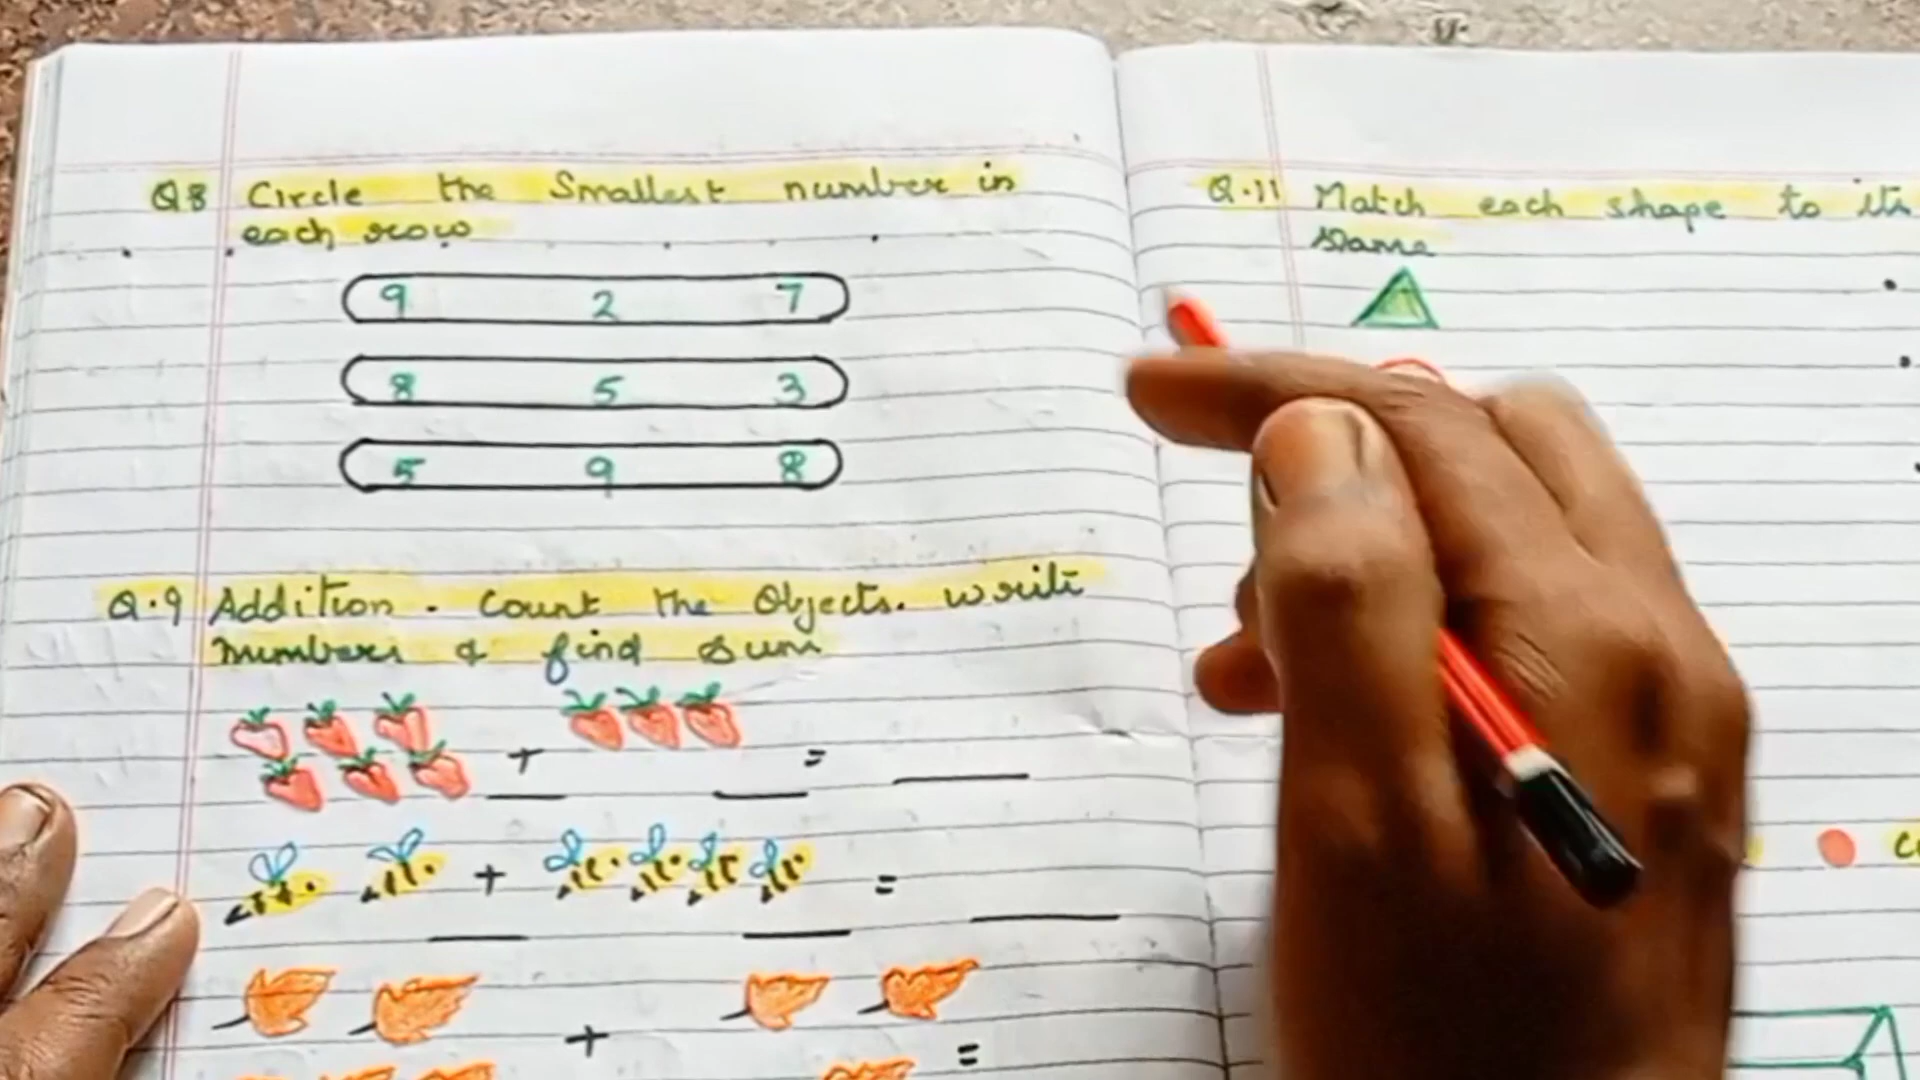 Q8 Circle the Smallest number in
each row
9 2 7
8 5 3
5 9 8
Q.9 Addition. Count the Objects. write
numbers & find sum
+ =
+ =
+ =
Q.11 Match each shape to its
name